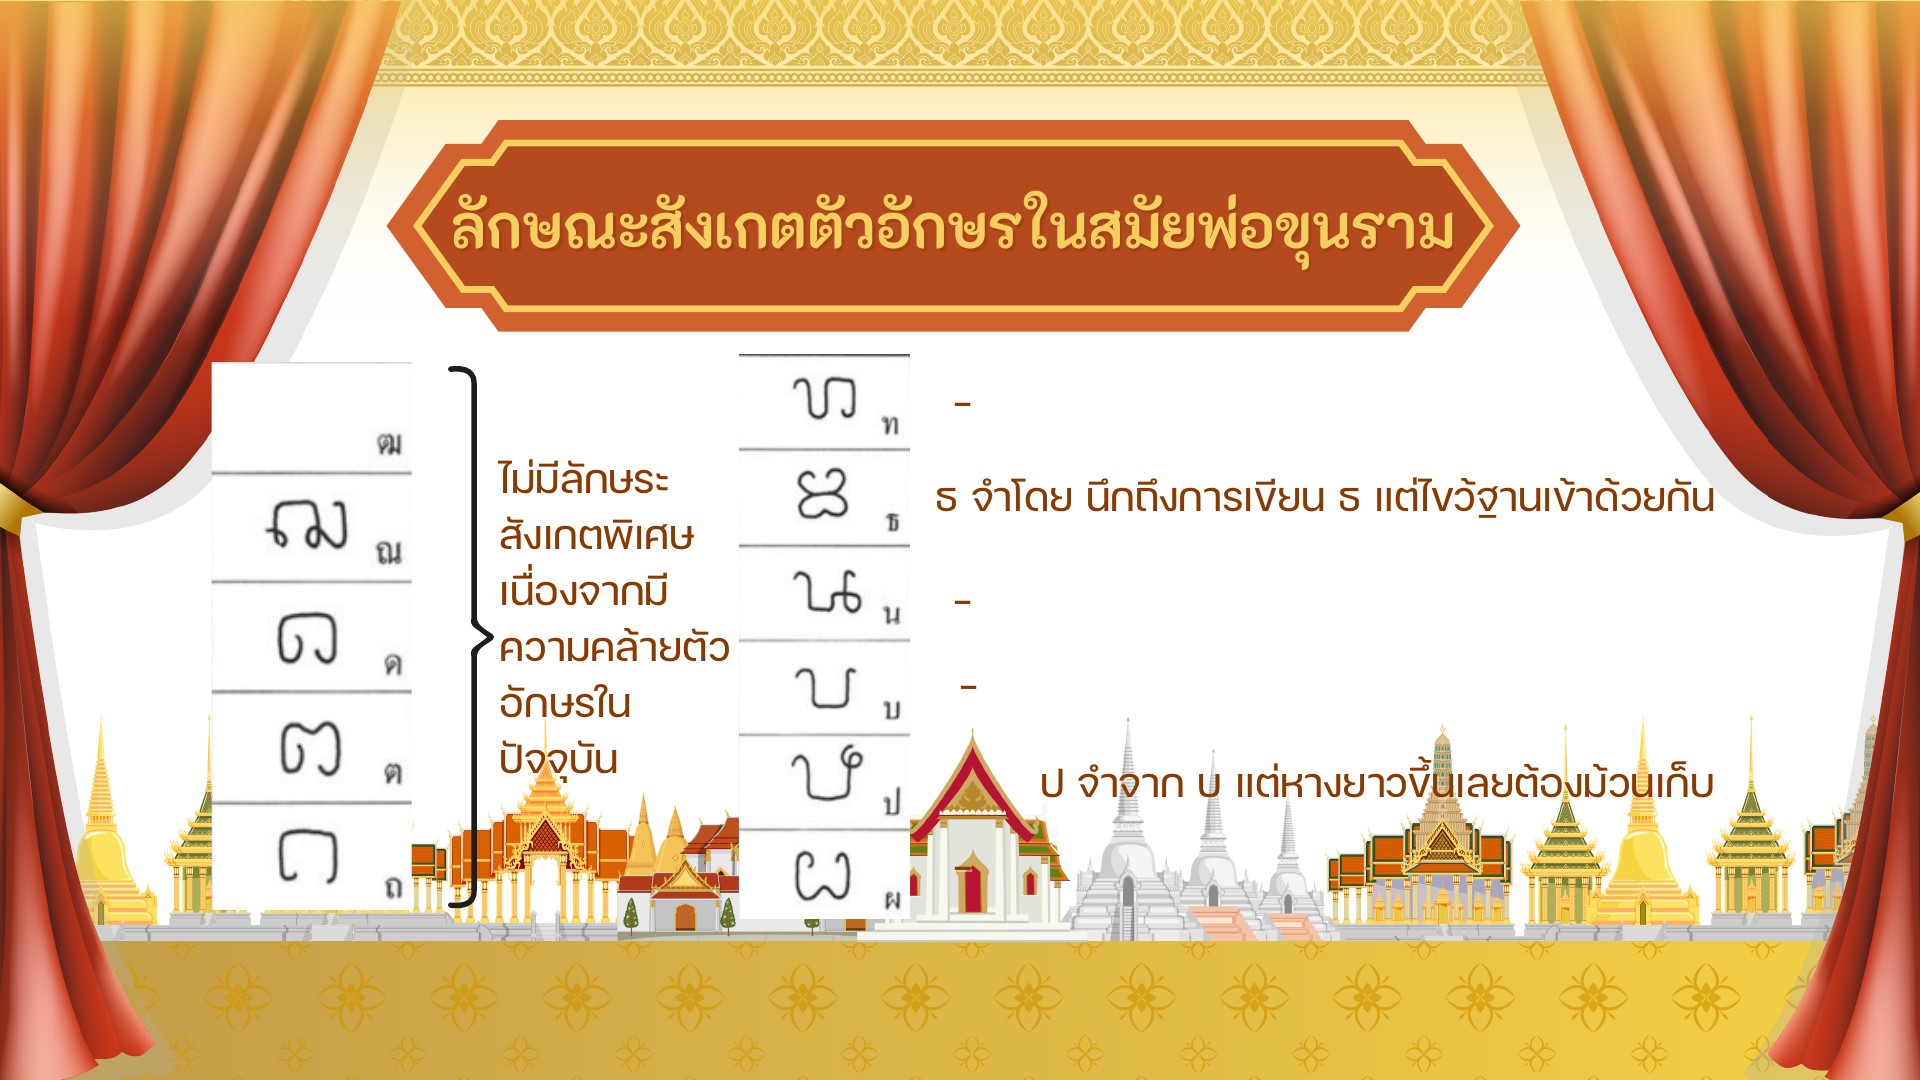 ลักษณะสังเกตตัวอักษรในสมัยพ่อขุนราม
ฒ
ณ
ด
ต
ถ
ไม่มีลักษระ
สังเกตพิเศษ
เนื่องจากมี
ความคล้ายตัว
อักษรใน
ปัจจุบัน
ท -
ธ ธ จำโดย นึกถึงการเขียน ธ แต่ไขว้ฐานเข้าด้วยกัน
น -
บ -
ป ป จำจาก บ แต่หางยาวขึ้นเลยต้องม้วนเก็บ
ผ